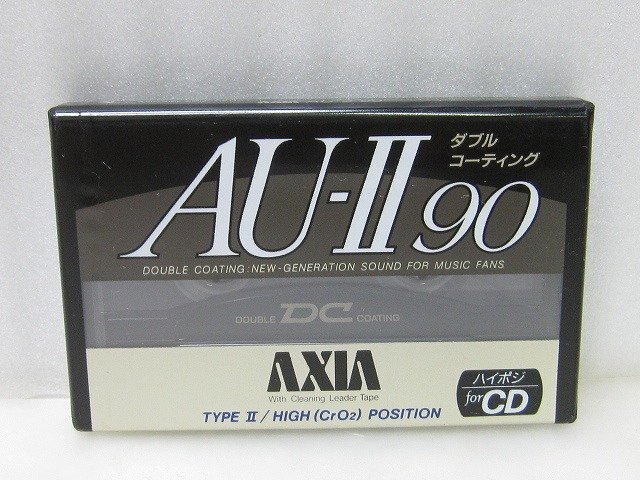 ダブル
コーティング
AU-II 90
DOUBLE COATING: NEW-GENERATION SOUND FOR MUSIC FANS
DOUBLE DC COATING
AXIA
With Cleaning Leader Tape
TYPE II / HIGH (CrO2) POSITION
ハイポジ
for CD